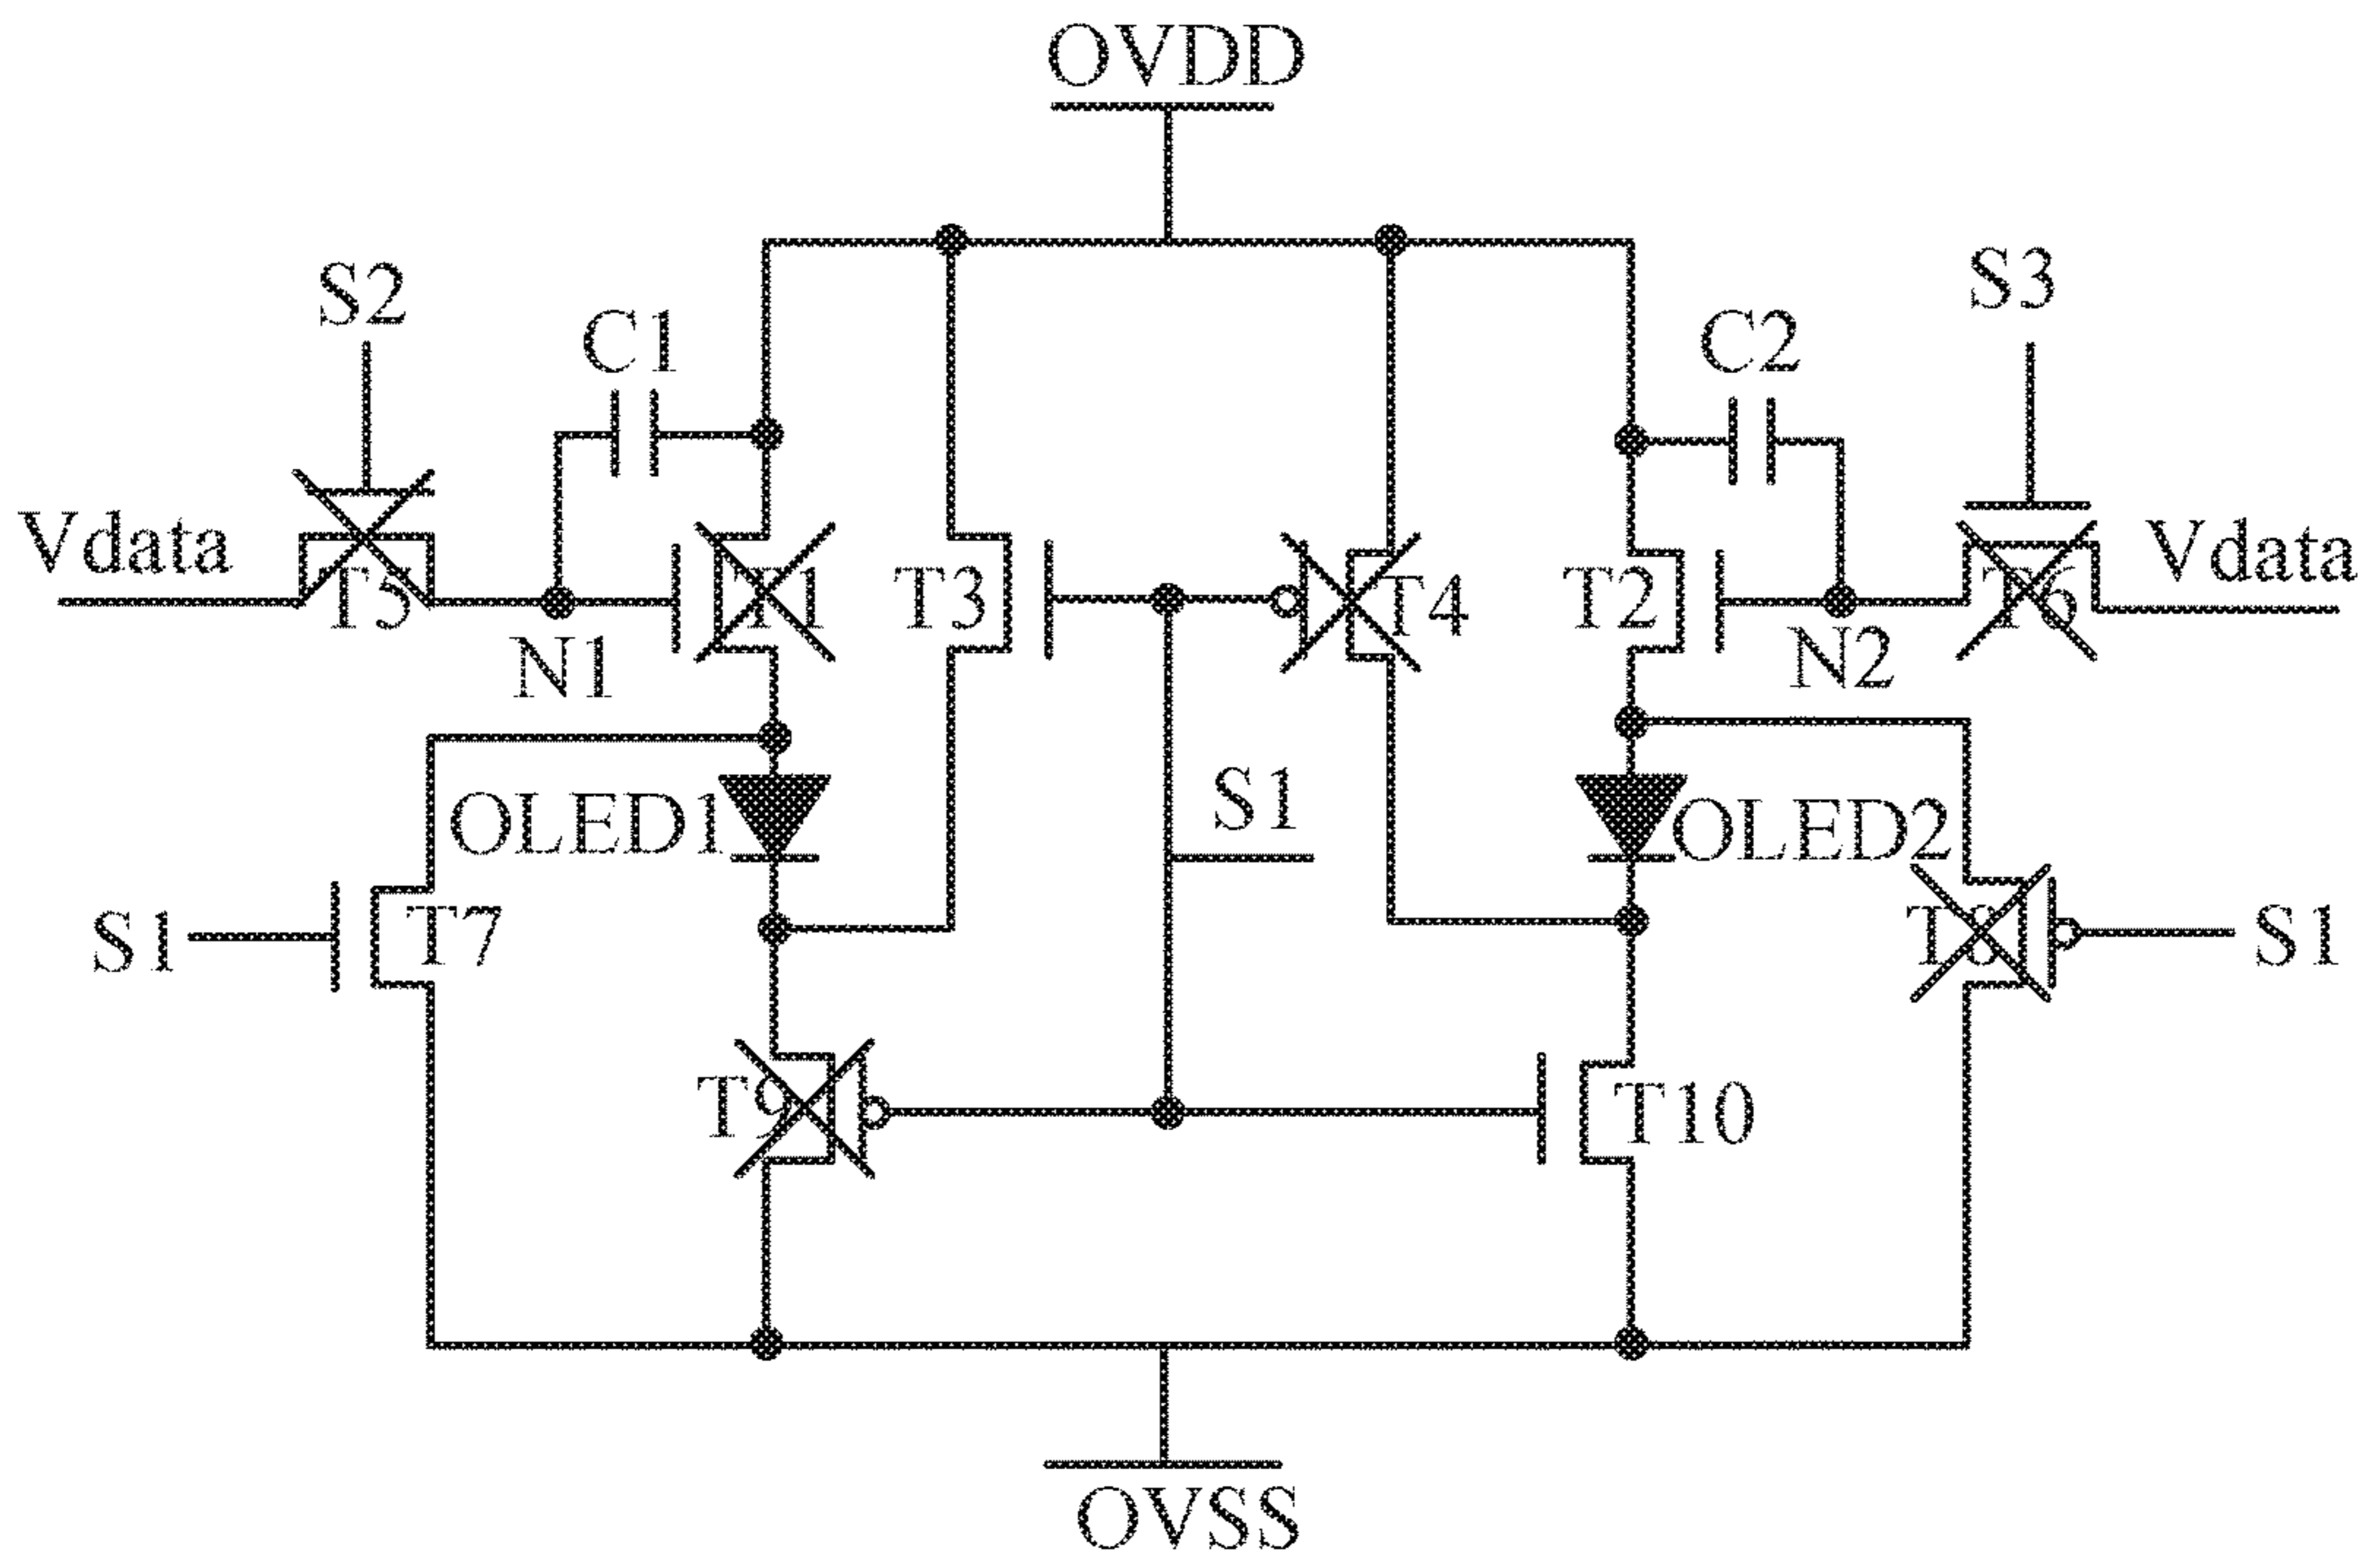 OVDD
S2
S3
C1
C2
Vdata
T5
T1
T3
T4
T2
T6
Vdata
N1
N2
S1
OLED1
OLED2
S1
T7
T8
S1
T9
T10
OVSS